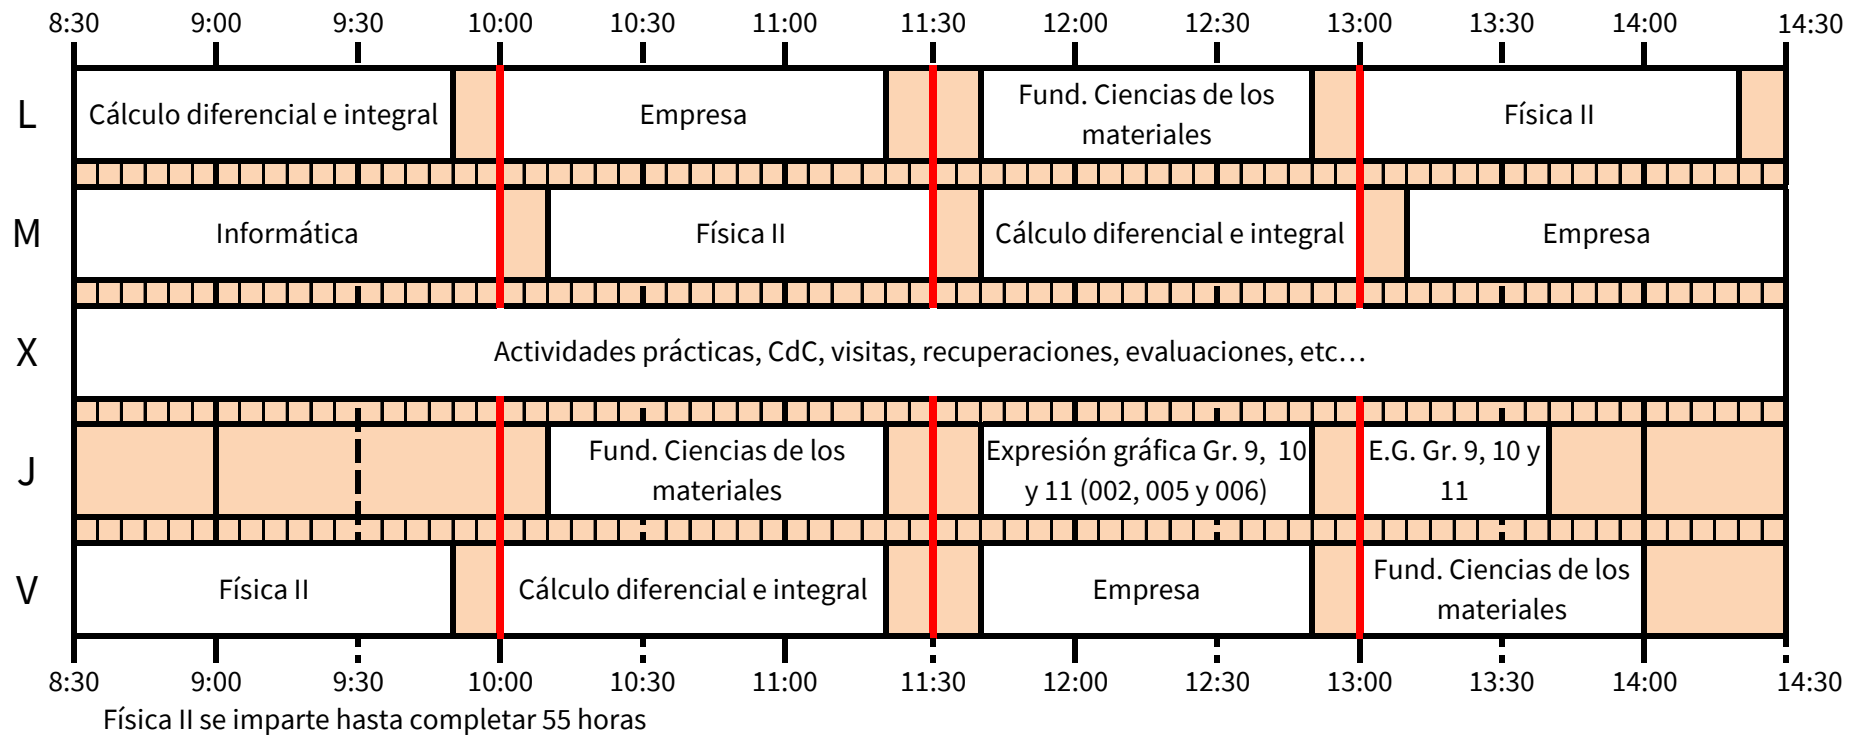 8:30 9:00 9:30 10:00 10:30 11:00 11:30 12:00 12:30 13:00 13:30 14:00 14:30
L
Cálculo diferencial e integral
Empresa
Fund. Ciencias de los
materiales
Física II
M
Informática
Física II
Cálculo diferencial e integral
Empresa
X
Actividades prácticas, CdC, visitas, recuperaciones, evaluaciones, etc…
J
Fund. Ciencias de los
materiales
Expresión gráfica Gr. 9, 10
y 11 (002, 005 y 006)
E.G. Gr. 9, 10 y
11
V
Física II
Cálculo diferencial e integral
Empresa
Fund. Ciencias de los
materiales
8:30 9:00 9:30 10:00 10:30 11:00 11:30 12:00 12:30 13:00 13:30 14:00 14:30
Física II se imparte hasta completar 55 horas